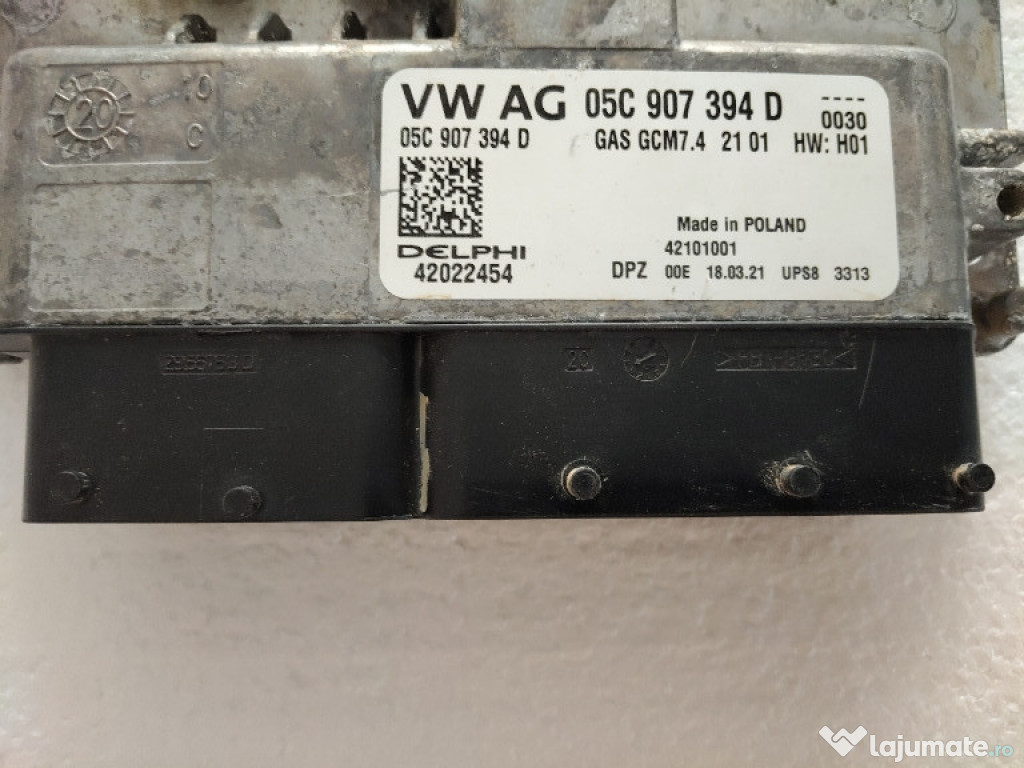 20
10
C
VW AG 05C 907 394 D ----
0030
05C 907 394 D GAS GCM7.4 21 01 HW: H01
Made in POLAND
DELPHI 42101001
42022454 DPZ 00E 18.03.21 UPS8 3313
20
lajumate.ro